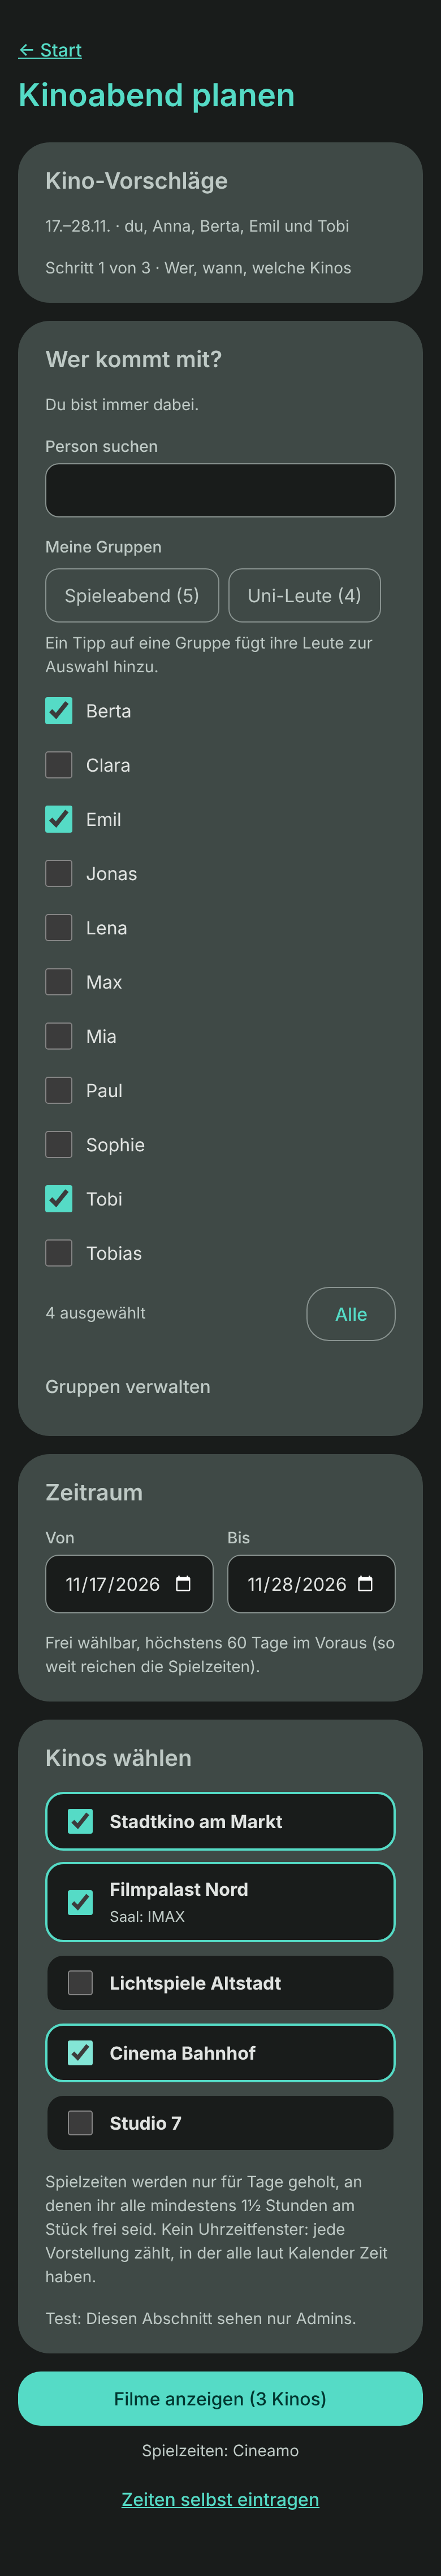 ← Start
Kinoabend planen
Kino-Vorschläge
17.–28.11. · du, Anna, Berta, Emil und Tobi
Schritt 1 von 3 · Wer, wann, welche Kinos
Wer kommt mit?
Du bist immer dabei.
Person suchen
Meine Gruppen
Spieleabend (5)
Uni-Leute (4)
Ein Tipp auf eine Gruppe fügt ihre Leute zur
Auswahl hinzu.
Berta
Clara
Emil
Jonas
Lena
Max
Mia
Paul
Sophie
Tobi
Tobias
4 ausgewählt
Alle
Gruppen verwalten
Zeitraum
Von
Bis
11/17/2026
11/28/2026
Frei wählbar, höchstens 60 Tage im Voraus (so
weit reichen die Spielzeiten).
Kinos wählen
Stadtkino am Markt
Filmpalast Nord
Saal: IMAX
Lichtspiele Altstadt
Cinema Bahnhof
Studio 7
Spielzeiten werden nur für Tage geholt, an
denen ihr alle mindestens 1½ Stunden am
Stück frei seid. Kein Uhrzeitfenster: jede
Vorstellung zählt, in der alle laut Kalender Zeit
haben.
Test: Diesen Abschnitt sehen nur Admins.
Filme anzeigen (3 Kinos)
Spielzeiten: Cineamo
Zeiten selbst eintragen